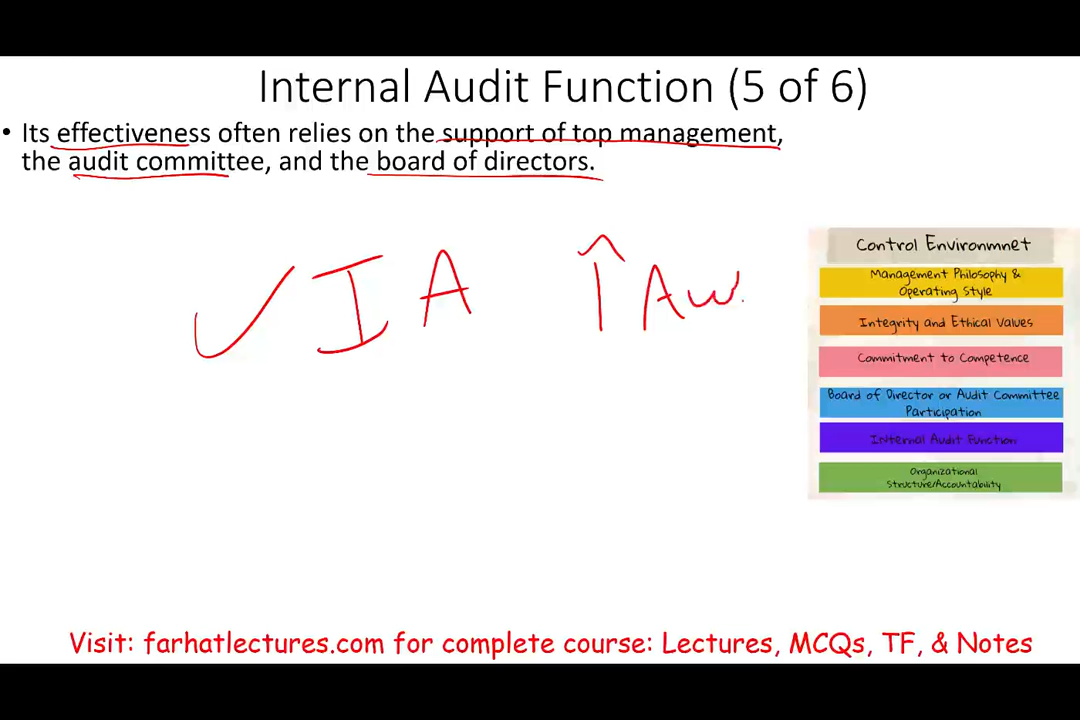 Internal Audit Function (5 of 6)
• Its effectiveness often relies on the support of top management,
the audit committee, and the board of directors.
I A
Aw
Control Environmnet
Management Philosophy &
Operating Style
Integrity and Ethical Values
Commitment to Competence
Board of Director or Audit Committee
Participation
Internal Audit Function
Organizational
Structure/Accountability
Visit: farhatlectures.com for complete course: Lectures, MCQs, TF, & Notes